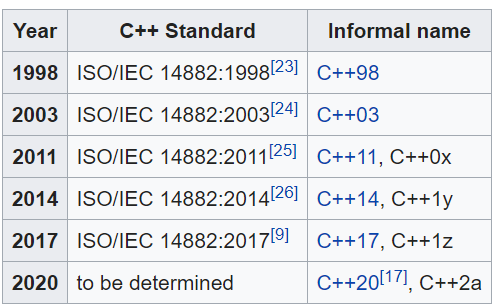 Year C++ Standard Informal name
1998 ISO/IEC 14882:1998[23] C++98
2003 ISO/IEC 14882:2003[24] C++03
2011 ISO/IEC 14882:2011[25] C++11, C++0x
2014 ISO/IEC 14882:2014[26] C++14, C++1y
2017 ISO/IEC 14882:2017[9] C++17, C++1z
2020 to be determined C++20[17], C++2a